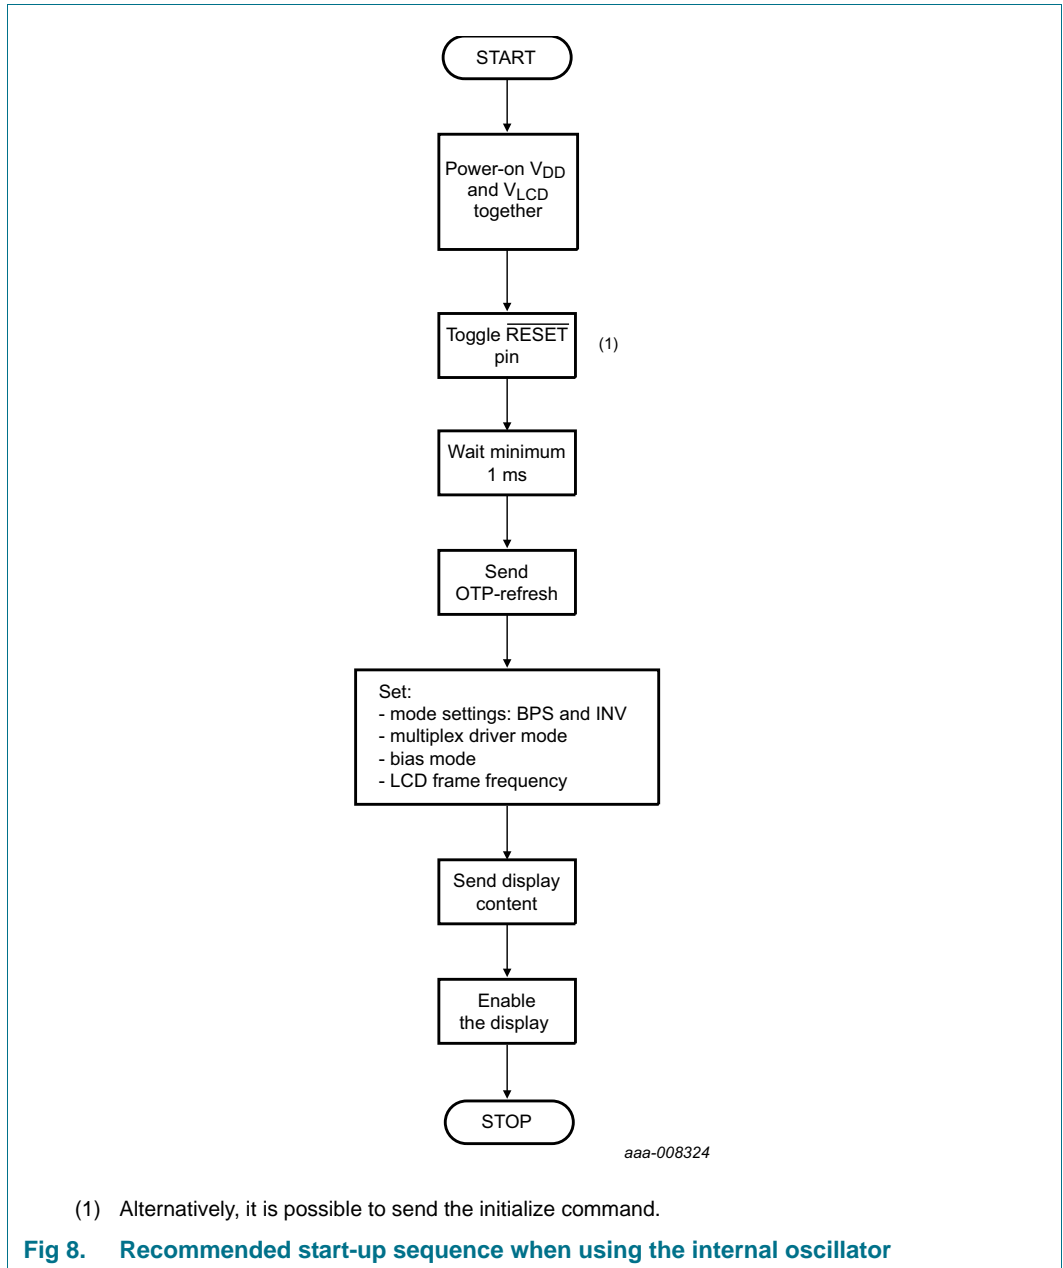 START
Power-on VDD
and VLCD
together
Toggle RESET
pin
(1)
Wait minimum
1 ms
Send
OTP-refresh
Set:
- mode settings: BPS and INV
- multiplex driver mode
- bias mode
- LCD frame frequency
Send display
content
Enable
the display
STOP
aaa-008324
(1) Alternatively, it is possible to send the initialize command.
Fig 8. Recommended start-up sequence when using the internal oscillator